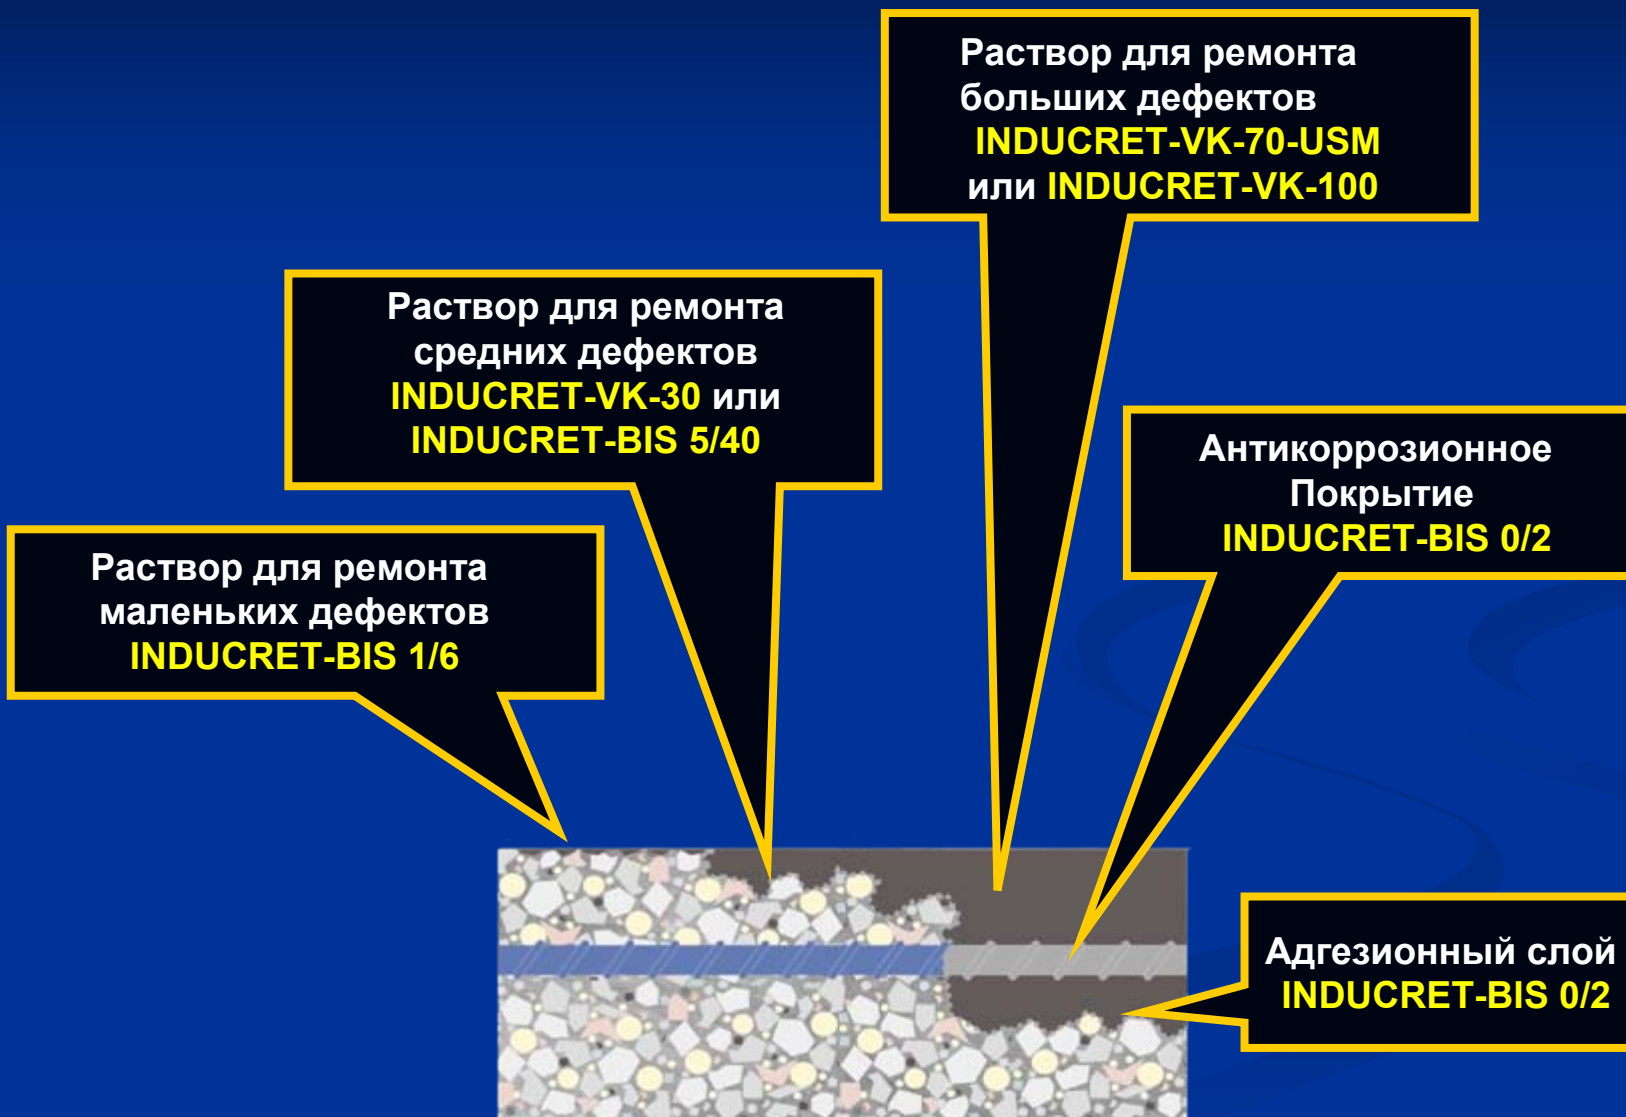 Раствор для ремонта
больших дефектов
INDUCRET-VK-70-USM
или INDUCRET-VK-100
Раствор для ремонта
средних дефектов
INDUCRET-VK-30 или
INDUCRET-BIS 5/40
Антикоррозионное
Покрытие
INDUCRET-BIS 0/2
Раствор для ремонта
маленьких дефектов
INDUCRET-BIS 1/6
Адгезионный слой
INDUCRET-BIS 0/2